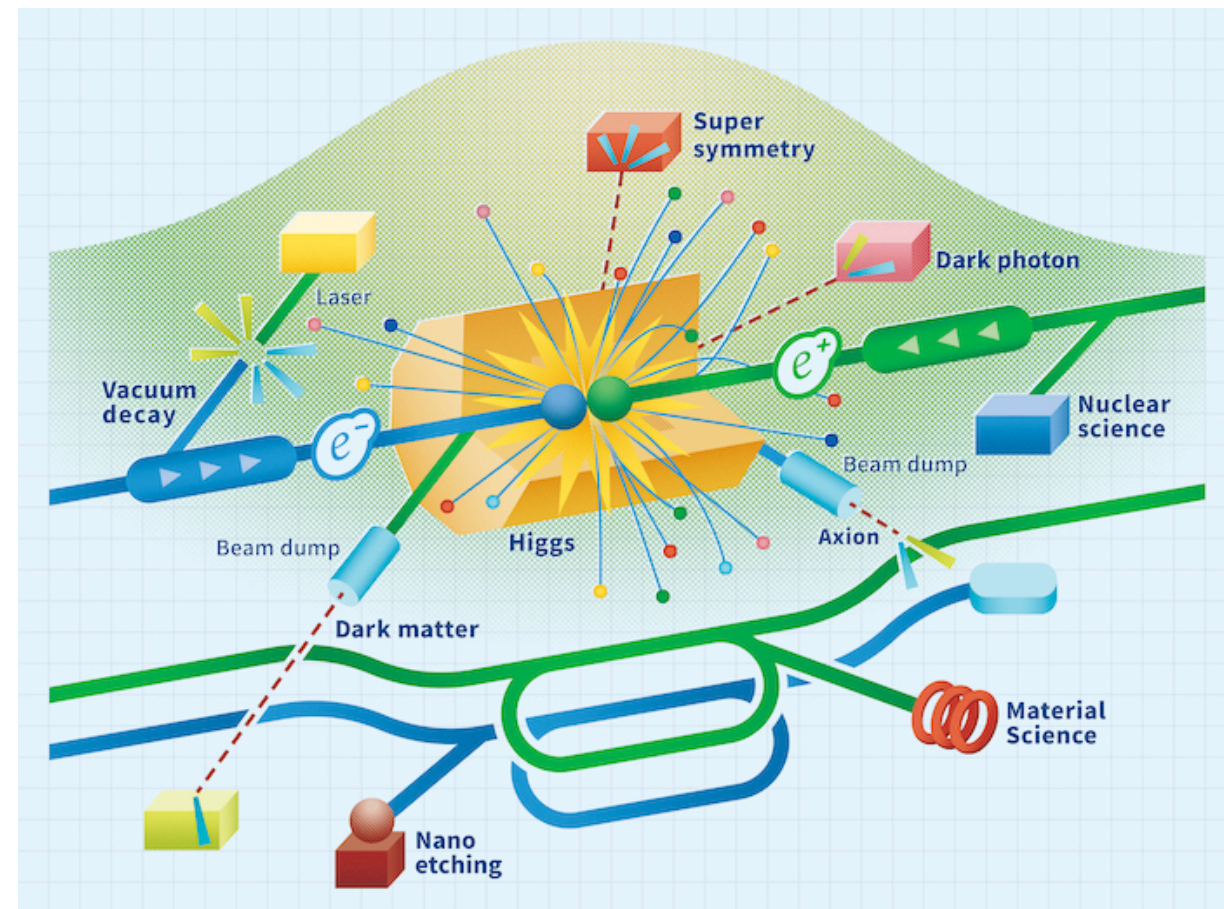 Super
symmetry
Dark photon
Laser
e+
Vacuum
decay
Nuclear
science
e-
Beam dump
Axion
Higgs
Beam dump
Dark matter
Material
Science
Nano
etching